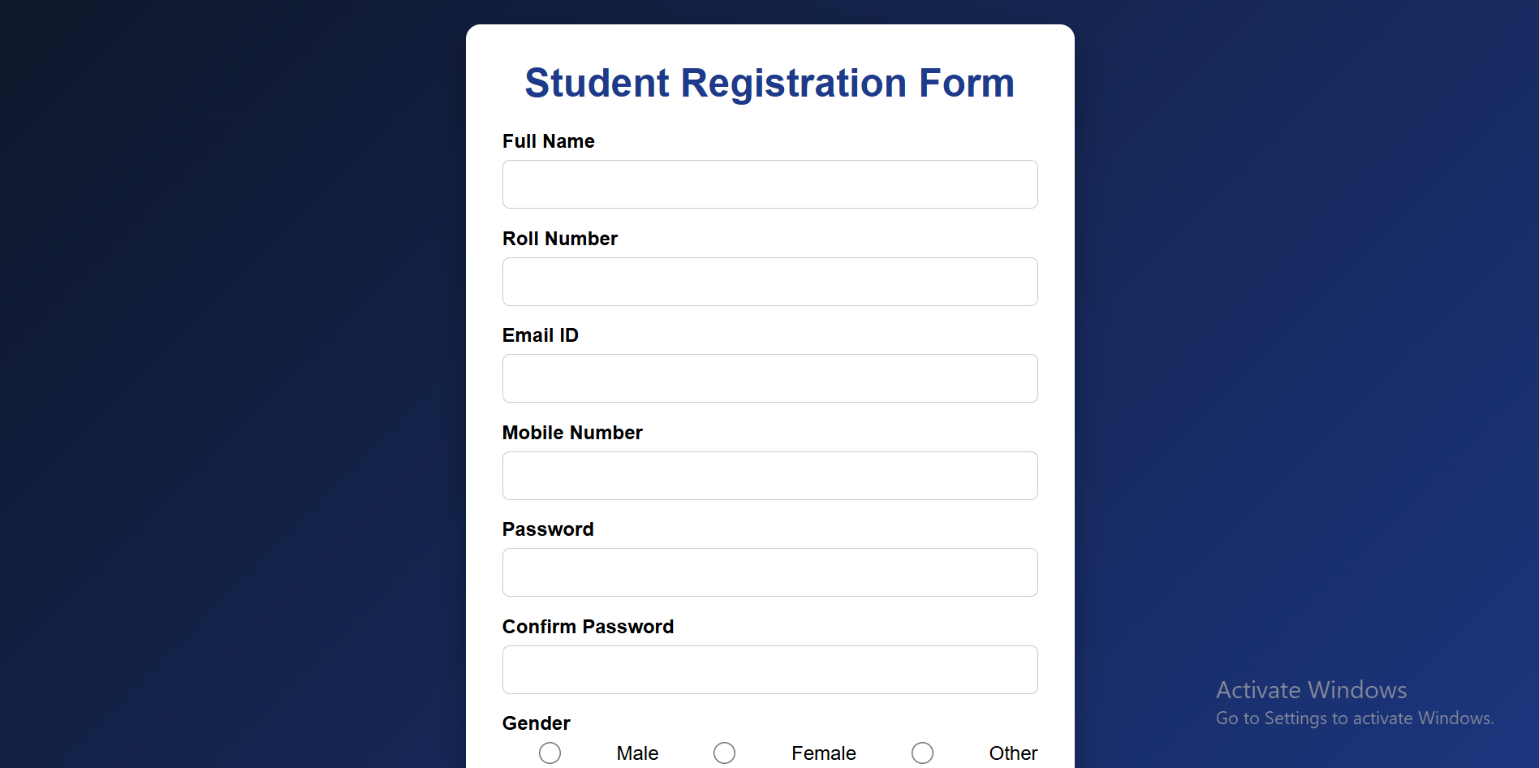 Student Registration Form
Full Name
Roll Number
Email ID
Mobile Number
Password
Confirm Password
Gender
Male Female Other
Activate Windows
Go to Settings to activate Windows.